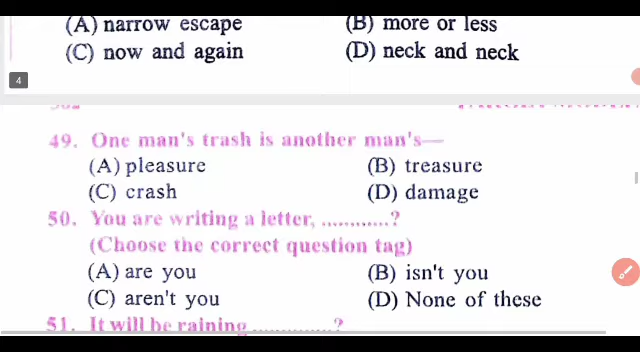 (A) narrow escape (B) more or less
(C) now and again (D) neck and neck
4
49. One man's trash is another man's—
(A) pleasure (B) treasure
(C) crash (D) damage
50. You are writing a letter, ............?
(Choose the correct question tag)
(A) are you (B) isn't you
(C) aren't you (D) None of these
51. It will be raining .............?